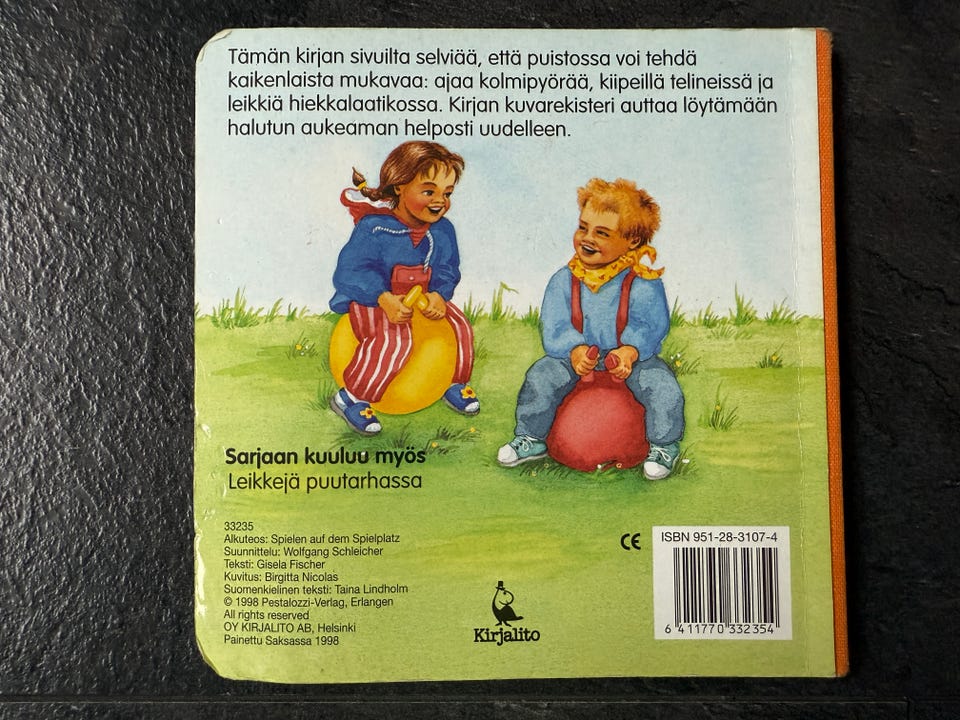 Tämän kirjan sivuilta selviää, että puistossa voi tehdä
kaikenlaista mukavaa: ajaa kolmipyörää, kiipeillä telineissä ja
leikkiä hiekkalaatikossa. Kirjan kuvarekisteri auttaa löytämään
halutun aukeaman helposti uudelleen.
Sarjaan kuuluu myös
Leikkejä puutarhassa
33235
Alkuteos: Spielen auf dem Spielplatz
Suunnittelu: Wolfgang Schleicher
Teksti: Gisela Fischer
Kuvitus: Birgitta Nicolas
Suomenkielinen teksti: Taina Lindholm
© 1998 Pestalozzi-Verlag, Erlangen
All rights reserved
OY KIRJALITO AB, Helsinki
Painettu Saksassa 1998
Kirjalito
CE
ISBN 951-28-3107-4
6 411770 332354